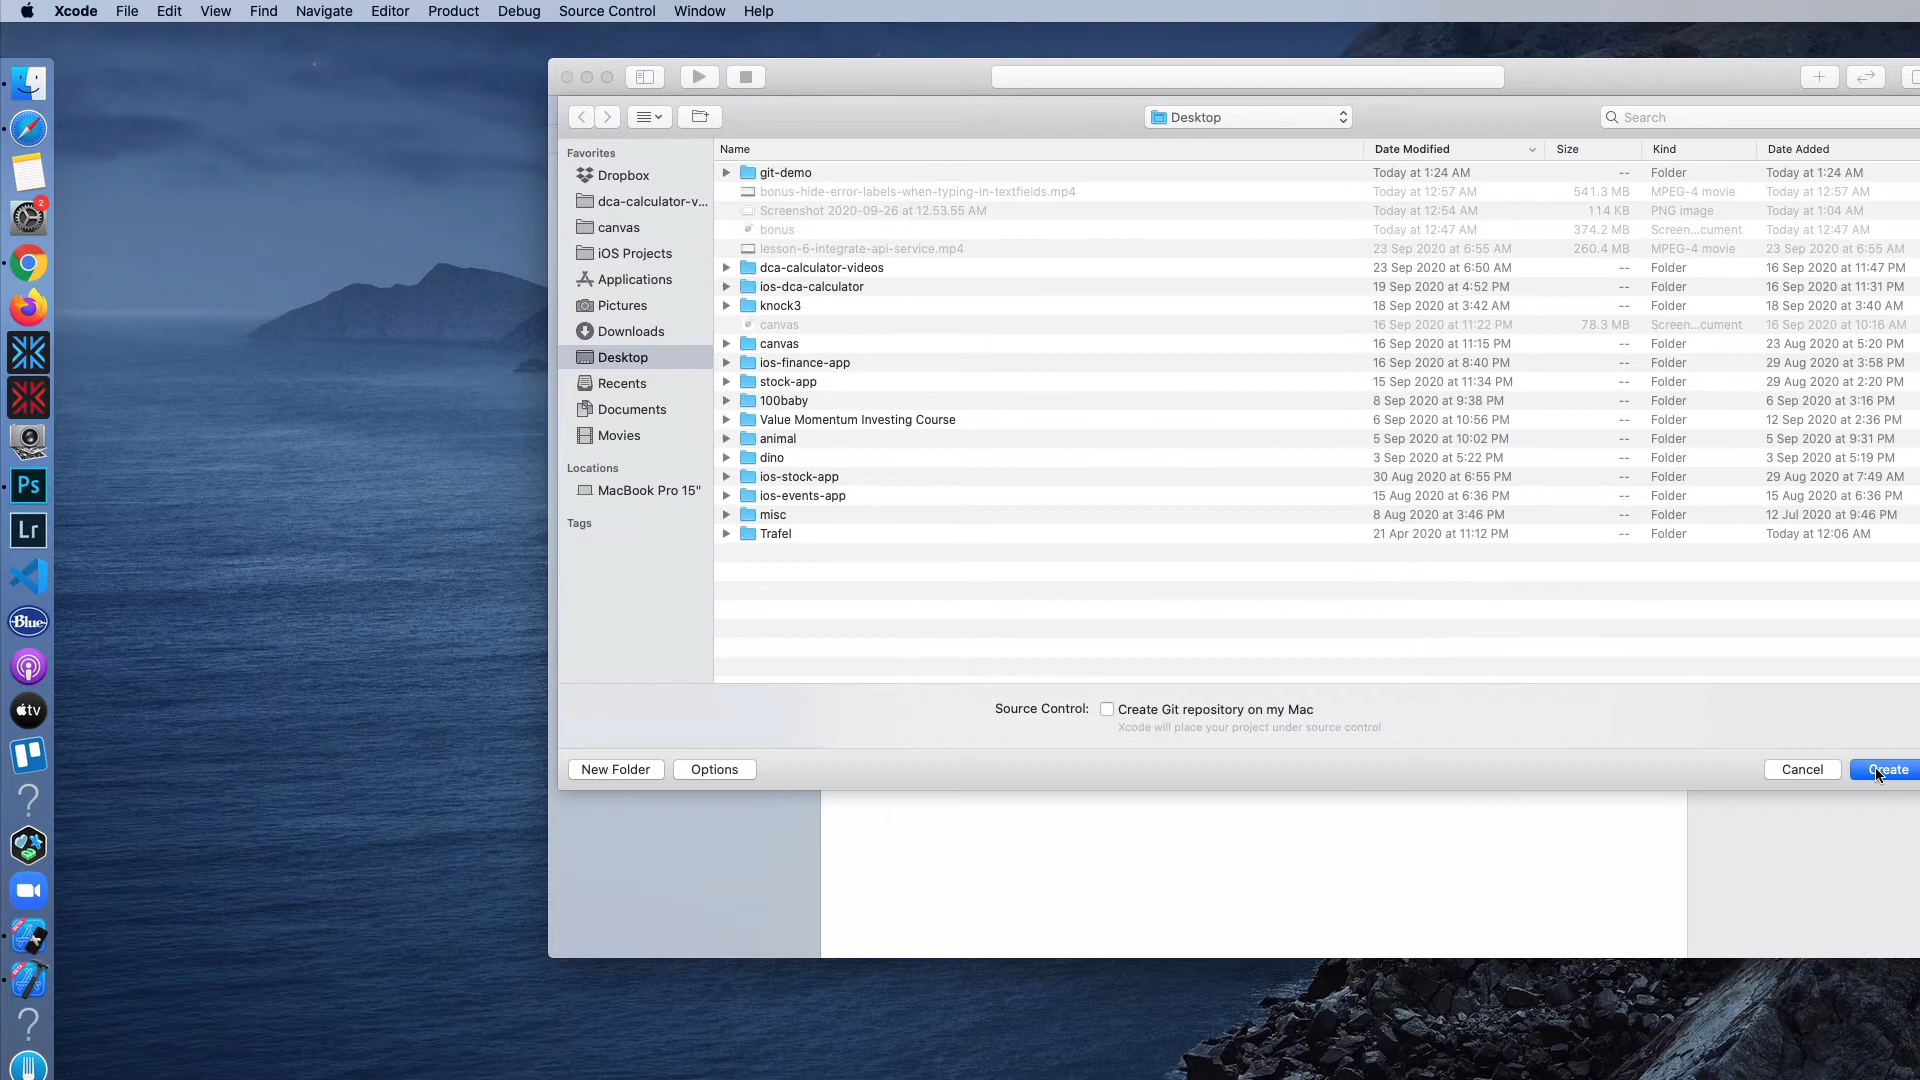 Xcode File Edit View Find Navigate Editor Product Debug Source Control Window Help
Desktop
Search
Favorites
Dropbox
dca-calculator-v...
canvas
iOS Projects
Applications
Pictures
Downloads
Desktop
Recents
Documents
Movies
Locations
MacBook Pro 15"
Tags
Name Date Modified Size Kind Date Added
git-demo Today at 1:24 AM -- Folder Today at 1:24 AM
bonus-hide-error-labels-when-typing-in-textfields.mp4 Today at 12:57 AM 541.3 MB MPEG-4 movie Today at 12:57 AM
Screenshot 2020-09-26 at 12.53.55 AM Today at 12:54 AM 114 KB PNG image Today at 1:04 AM
bonus Today at 12:47 AM 374.2 MB Screen...cument Today at 12:47 AM
lesson-6-integrate-api-service.mp4 23 Sep 2020 at 6:55 AM 260.4 MB MPEG-4 movie 23 Sep 2020 at 6:55 AM
dca-calculator-videos 23 Sep 2020 at 6:50 AM -- Folder 16 Sep 2020 at 11:47 PM
ios-dca-calculator 19 Sep 2020 at 4:52 PM -- Folder 16 Sep 2020 at 11:31 PM
knock3 18 Sep 2020 at 3:42 AM -- Folder 18 Sep 2020 at 3:40 AM
canvas 16 Sep 2020 at 11:22 PM 78.3 MB Screen...cument 16 Sep 2020 at 10:16 AM
canvas 16 Sep 2020 at 11:15 PM -- Folder 23 Aug 2020 at 5:20 PM
ios-finance-app 16 Sep 2020 at 8:40 PM -- Folder 29 Aug 2020 at 3:58 PM
stock-app 15 Sep 2020 at 11:34 PM -- Folder 29 Aug 2020 at 2:20 PM
100baby 8 Sep 2020 at 9:38 PM -- Folder 6 Sep 2020 at 3:16 PM
Value Momentum Investing Course 6 Sep 2020 at 10:56 PM -- Folder 12 Sep 2020 at 2:36 PM
animal 5 Sep 2020 at 10:02 PM -- Folder 5 Sep 2020 at 9:31 PM
dino 3 Sep 2020 at 5:22 PM -- Folder 3 Sep 2020 at 5:19 PM
ios-stock-app 30 Aug 2020 at 6:55 PM -- Folder 29 Aug 2020 at 7:49 AM
ios-events-app 15 Aug 2020 at 6:36 PM -- Folder 15 Aug 2020 at 6:36 PM
misc 8 Aug 2020 at 3:46 PM -- Folder 12 Jul 2020 at 9:46 PM
Trafel 21 Apr 2020 at 11:12 PM -- Folder Today at 12:06 AM
Source Control: Create Git repository on my Mac
Xcode will place your project under source control
New Folder Options Cancel Create
2
Ps
Lr
Blue
tv